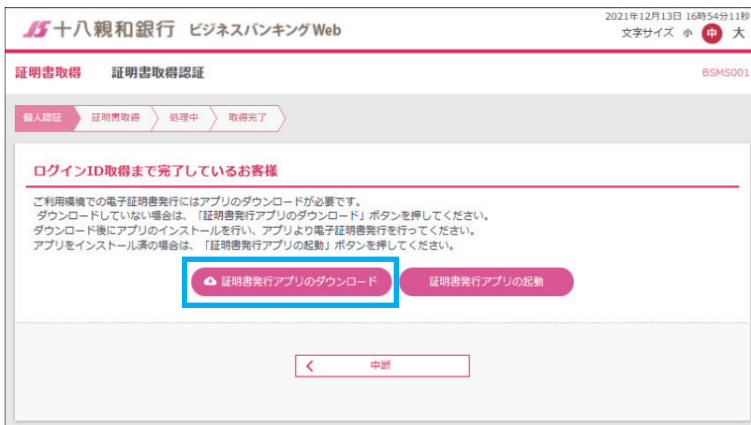 十八親和銀行 ビジネスバンキングWeb
2021年12月13日 16時54分11秒
文字サイズ 小 中 大
証明書取得 証明書取得認証
BSMS001
個人認証 証明書取得 処理中 取得完了
ログインID取得まで完了しているお客様
ご利用環境での電子証明書発行にはアプリのダウンロードが必要です。
ダウンロードしていない場合は、「証明書発行アプリのダウンロード」ボタンを押してください。
ダウンロード後にアプリのインストールを行い、アプリより電子証明書発行を行ってください。
アプリをインストール済の場合は、「証明書発行アプリの起動」ボタンを押してください。
証明書発行アプリのダウンロード 証明書発行アプリの起動
中断